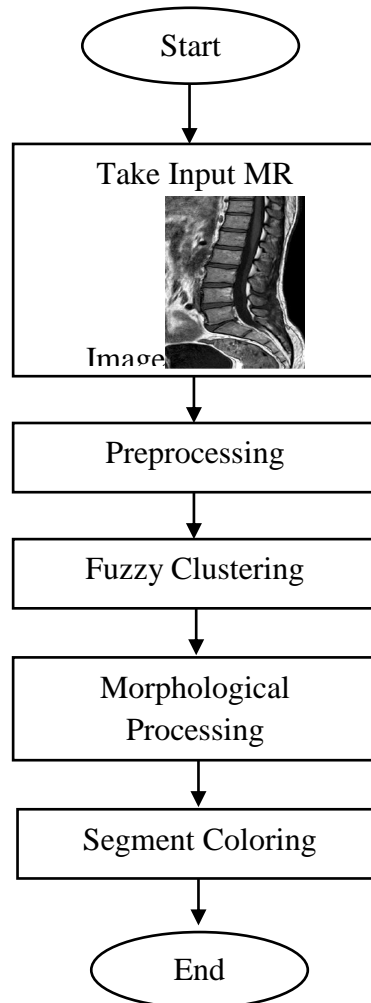 Start
Take Input MR
Image
Preprocessing
Fuzzy Clustering
Morphological
Processing
Segment Coloring
End